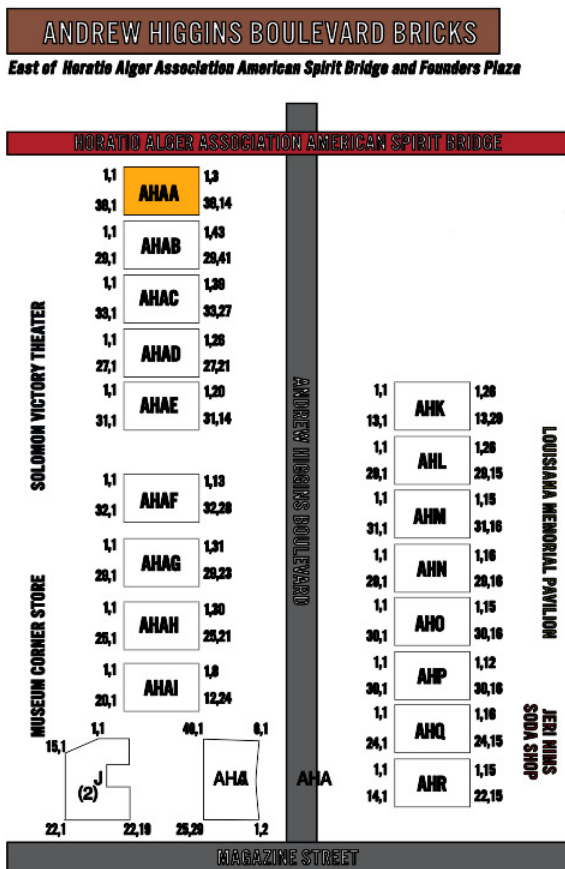 ANDREW HIGGINS BOULEVARD BRICKS
East of Horatio Alger Association American Spirit Bridge and Founders Plaza
HORATIO ALGER ASSOCIATION AMERICAN SPIRIT BRIDGE
1,1 AHAA 1,3
38,1 38,14
1,1 AHAB 1,43
29,1 29,41
1,1 AHAC 1,39
33,1 33,27
1,1 AHAD 1,26
27,1 27,21
1,1 AHAE 1,20
31,1 31,14
SOLOMON VICTORY THEATER
1,1 AHAF 1,13
32,1 32,28
1,1 AHAG 1,31
29,1 29,23
1,1 AHAH 1,30
25,1 25,21
1,1 AHAI 1,8
20,1 12,24
MUSEUM CORNER STORE
1,1
15,1
J
(2)
22,1 22,19
40,1 6,1
AHA
25,29 1,2
ANDREW HIGGINS BOULEVARD
AHA
1,1 AHK 1,26
13,1 13,29
1,1 AHL 1,26
29,1 29,15
1,1 AHM 1,15
31,1 31,16
1,1 AHN 1,16
29,1 29,16
1,1 AHO 1,15
30,1 30,16
1,1 AHP 1,12
30,1 30,16
1,1 AHQ 1,16
24,1 24,15
1,1 AHR 1,15
14,1 22,15
LOUISIANA MEMORIAL PAVILION
JERI NIMS
SODA SHOP
MAGAZINE STREET